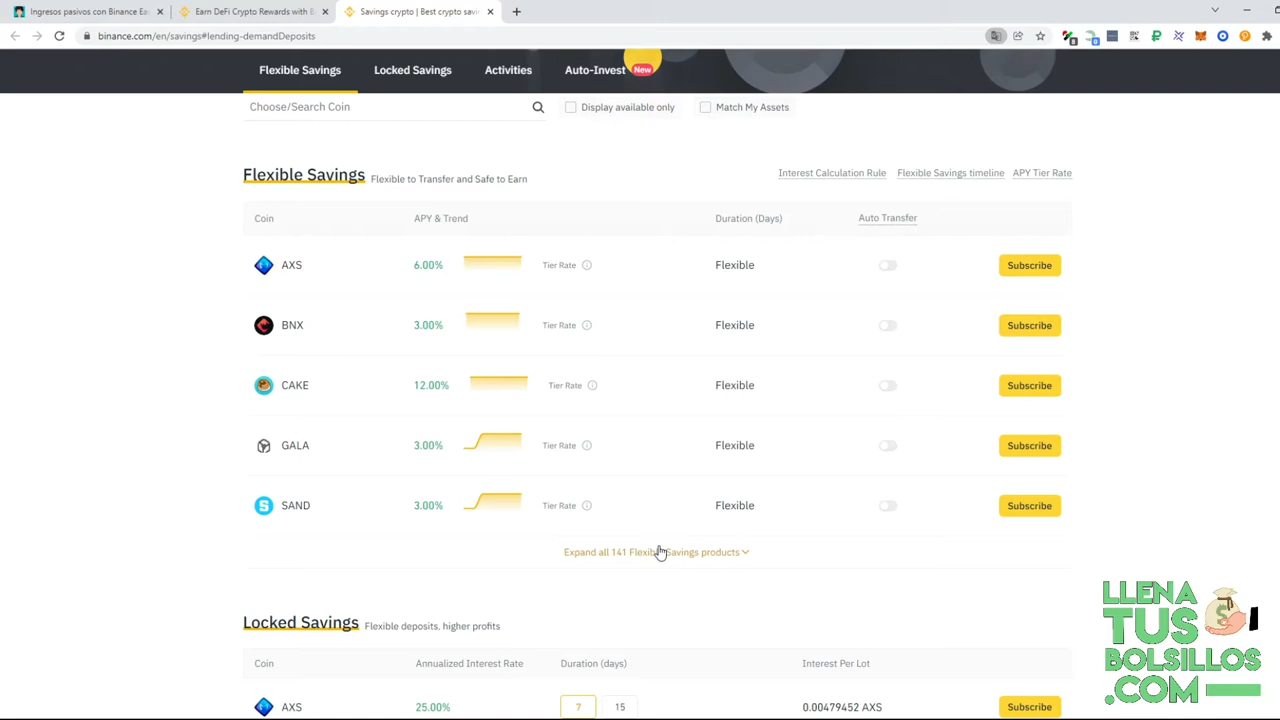 Ingresos pasivos con Binance Ea
Earn DeFi Crypto Rewards with B
Savings crypto | Best crypto savi
binance.com/en/savings#lending-demandDeposits
Flexible Savings
Locked Savings
Activities
Auto-Invest
New
Choose/Search Coin
Display available only
Match My Assets
Flexible Savings
Flexible to Transfer and Safe to Earn
Interest Calculation Rule
Flexible Savings timeline
APY Tier Rate
Coin
APY & Trend
Duration (Days)
Auto Transfer
AXS
6.00%
Tier Rate
Flexible
Subscribe
BNX
3.00%
Tier Rate
Flexible
Subscribe
CAKE
12.00%
Tier Rate
Flexible
Subscribe
GALA
3.00%
Tier Rate
Flexible
Subscribe
SAND
3.00%
Tier Rate
Flexible
Subscribe
Expand all 141 Flexible Savings products
Locked Savings
Flexible deposits, higher profits
Coin
Annualized Interest Rate
Duration (days)
Interest Per Lot
AXS
25.00%
7
15
0.00479452 AXS
Subscribe
LLENA
TUS
BOLSILLOS
.COM